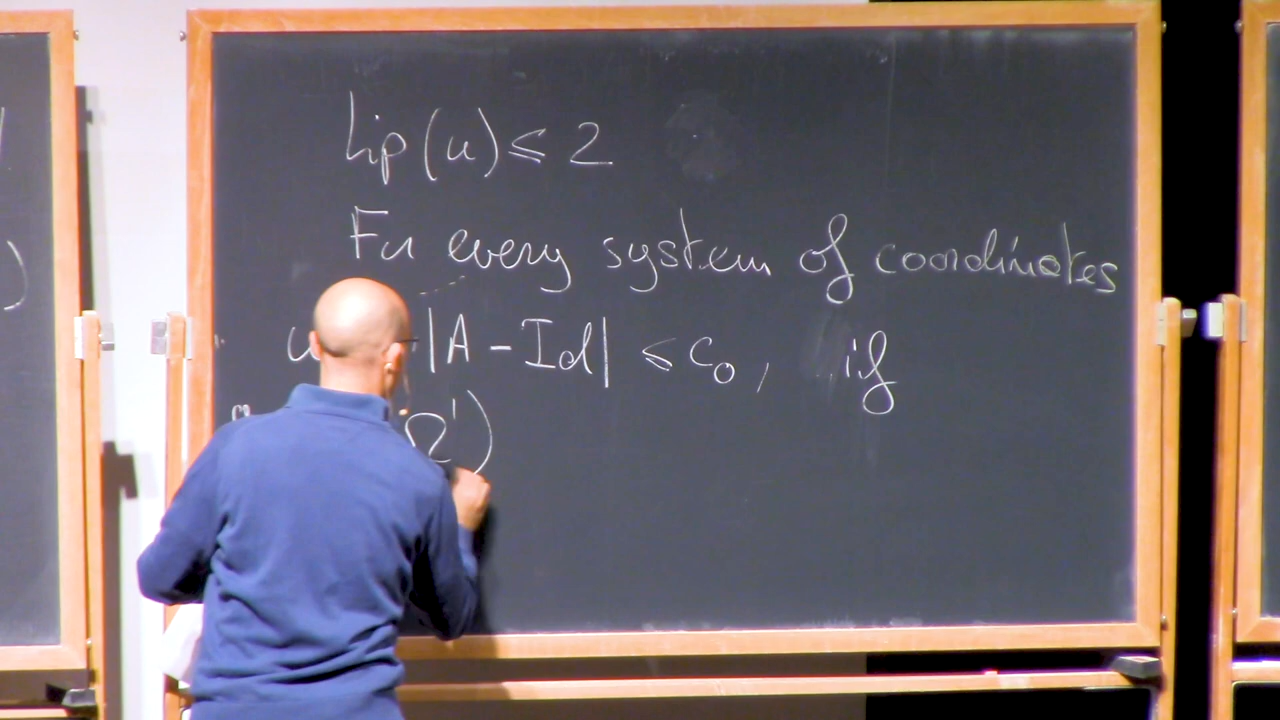 Lip(u) ≤ 2
For every system of coordinates
|A - Id| ≤ c₀, if
Ω')